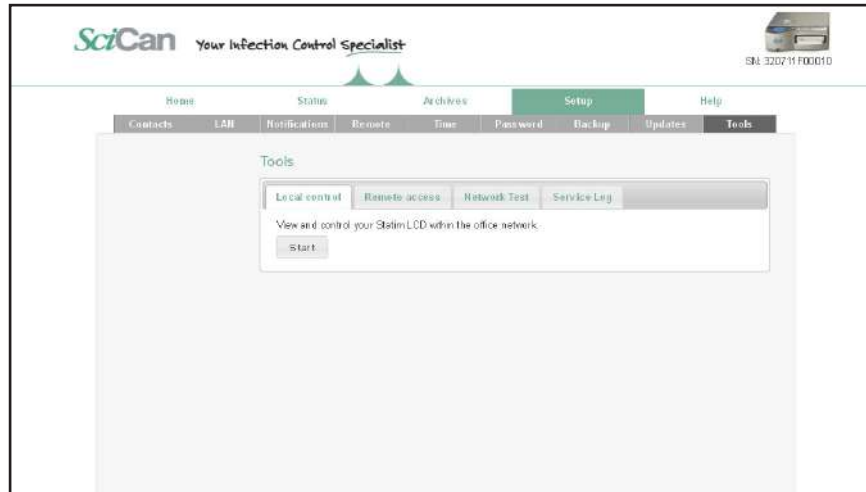 SciCan Your Infection Control Specialist
SN: 320711F00010
Home Status Archives Setup Help
Contacts LAN Notifications Remote Time Password Backup Updates Tools
Tools
Local control Remote access Network Test Service Log
View and control your Statim LCD within the office network.
Start